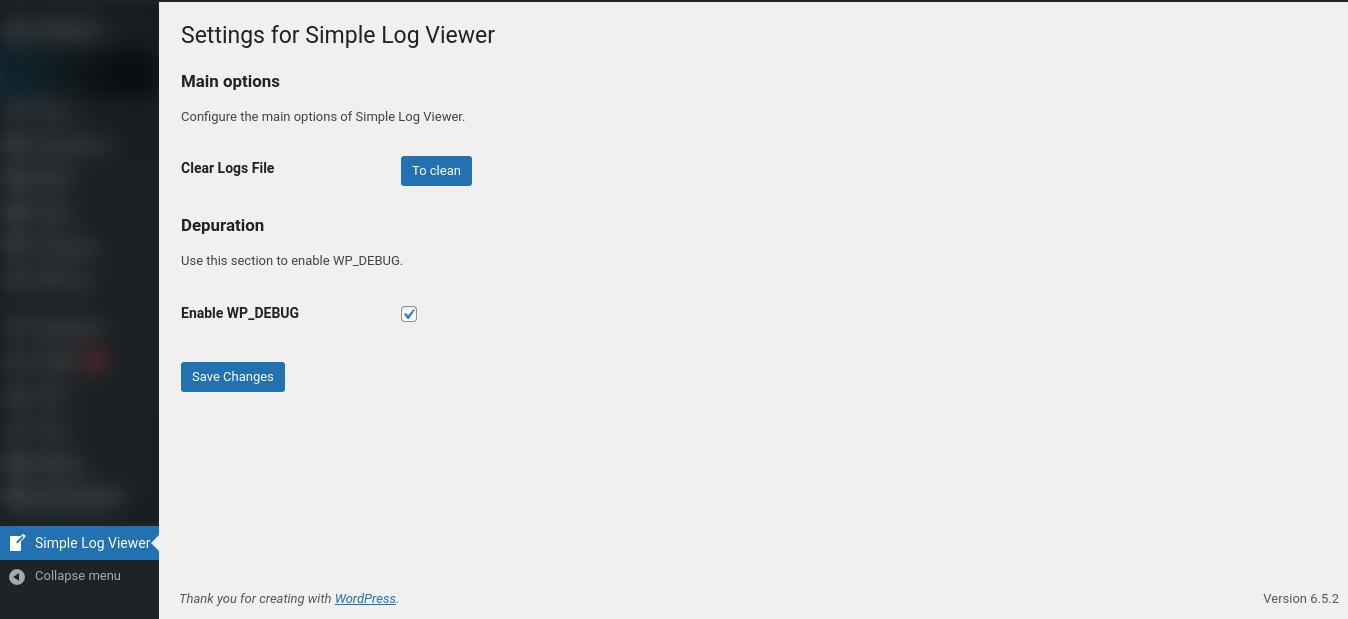 Settings for Simple Log Viewer
Main options
Configure the main options of Simple Log Viewer.
Clear Logs File
To clean
Depuration
Use this section to enable WP_DEBUG.
Enable WP_DEBUG
Save Changes
Simple Log Viewer
Collapse menu
Thank you for creating with WordPress.
Version 6.5.2